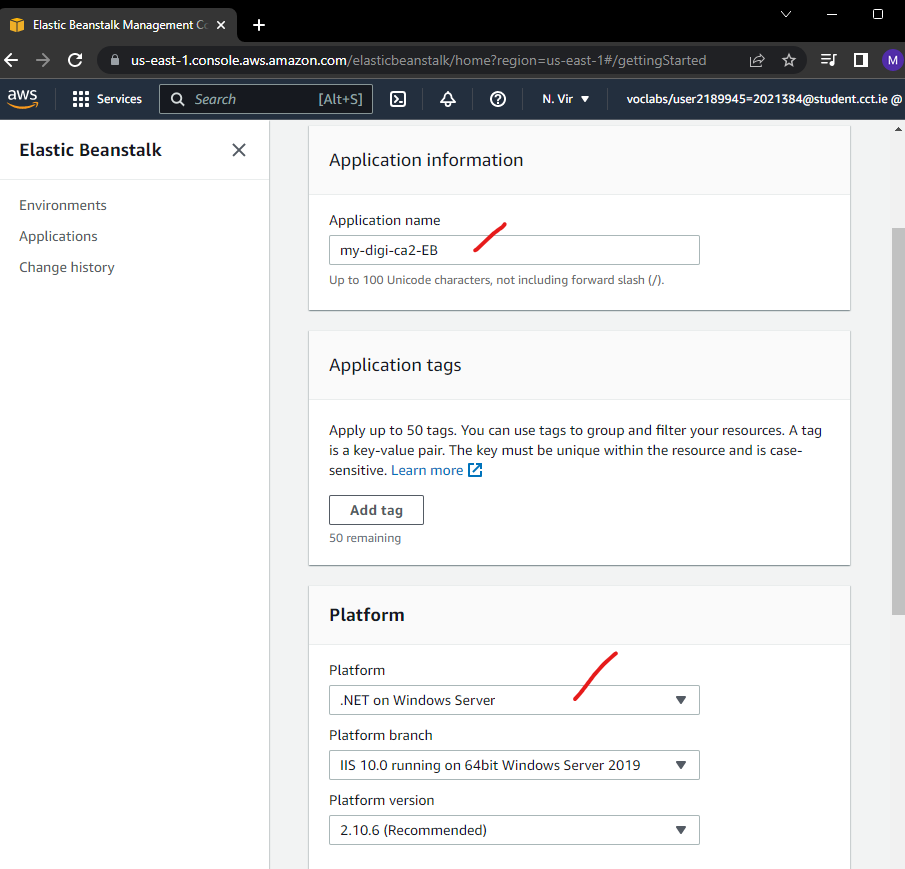 Elastic Beanstalk Management Co
us-east-1.console.aws.amazon.com/elasticbeanstalk/home?region=us-east-1#/gettingStarted
M
aws
Services
Search [Alt+S]
N. Vir
voclabs/user2189945=2021384@student.cct.ie @
Elastic Beanstalk
Environments
Applications
Change history
Application information
Application name
my-digi-ca2-EB
Up to 100 Unicode characters, not including forward slash (/).
Application tags
Apply up to 50 tags. You can use tags to group and filter your resources. A tag
is a key-value pair. The key must be unique within the resource and is case-
sensitive. Learn more
Add tag
50 remaining
Platform
Platform
.NET on Windows Server
Platform branch
IIS 10.0 running on 64bit Windows Server 2019
Platform version
2.10.6 (Recommended)